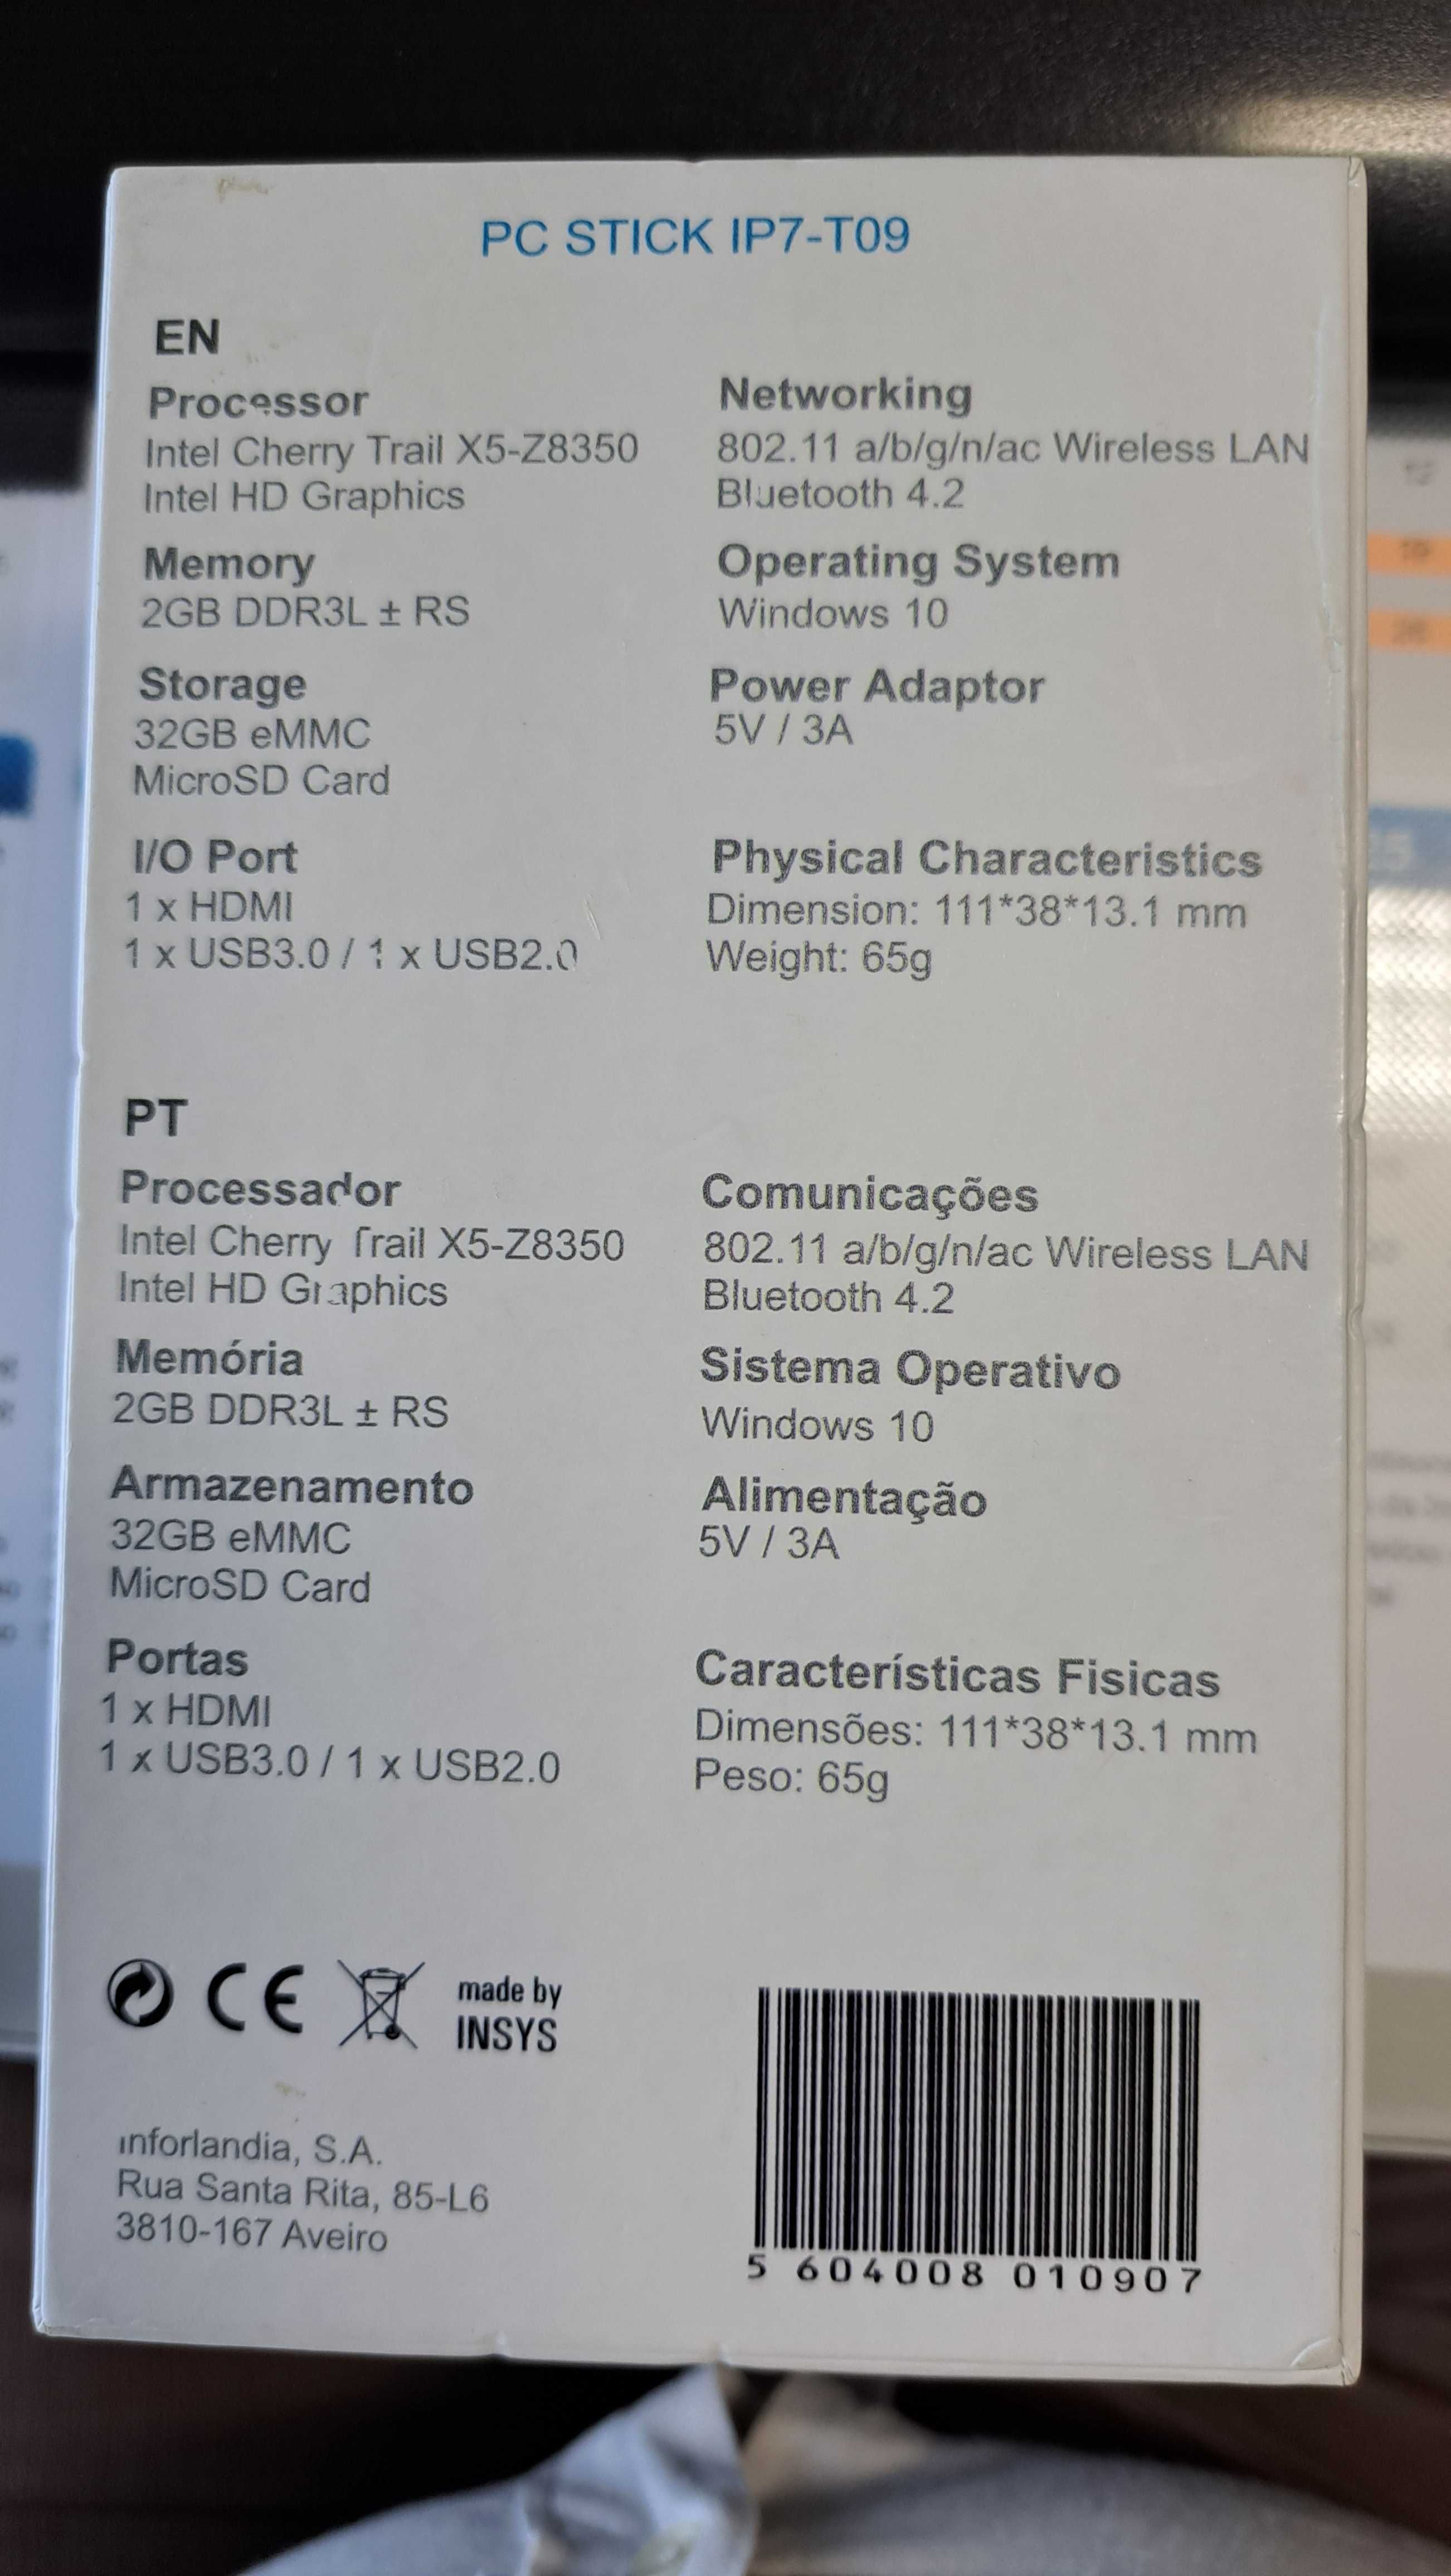 PC STICK IP7-T09
EN
Processor
Intel Cherry Trail X5-Z8350
Intel HD Graphics
Memory
2GB DDR3L ± RS
Storage
32GB eMMC
MicroSD Card
I/O Port
1 x HDMI
1 x USB3.0 / 1 x USB2.0
Networking
802.11 a/b/g/n/ac Wireless LAN
Bluetooth 4.2
Operating System
Windows 10
Power Adaptor
5V / 3A
Physical Characteristics
Dimension: 111*38*13.1 mm
Weight: 65g
PT
Processador
Intel Cherry Trail X5-Z8350
Intel HD Graphics
Memória
2GB DDR3L ± RS
Armazenamento
32GB eMMC
MicroSD Card
Portas
1 x HDMI
1 x USB3.0 / 1 x USB2.0
Comunicações
802.11 a/b/g/n/ac Wireless LAN
Bluetooth 4.2
Sistema Operativo
Windows 10
Alimentação
5V / 3A
Características Fisicas
Dimensões: 111*38*13.1 mm
Peso: 65g
CE
made by
INSYS
Inforlandia, S.A.
Rua Santa Rita, 85-L6
3810-167 Aveiro
5 604008 010907